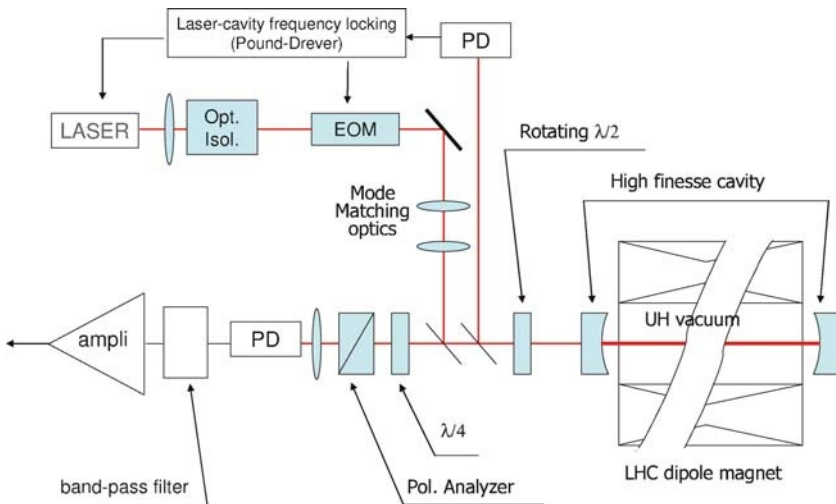 Laser-cavity frequency locking
(Pound-Drever)
PD
LASER
Opt.
Isol.
EOM
Rotating λ/2
High finesse cavity
Mode
Matching
optics
UH vacuum
ampli
PD
λ/4
LHC dipole magnet
band-pass filter
Pol. Analyzer